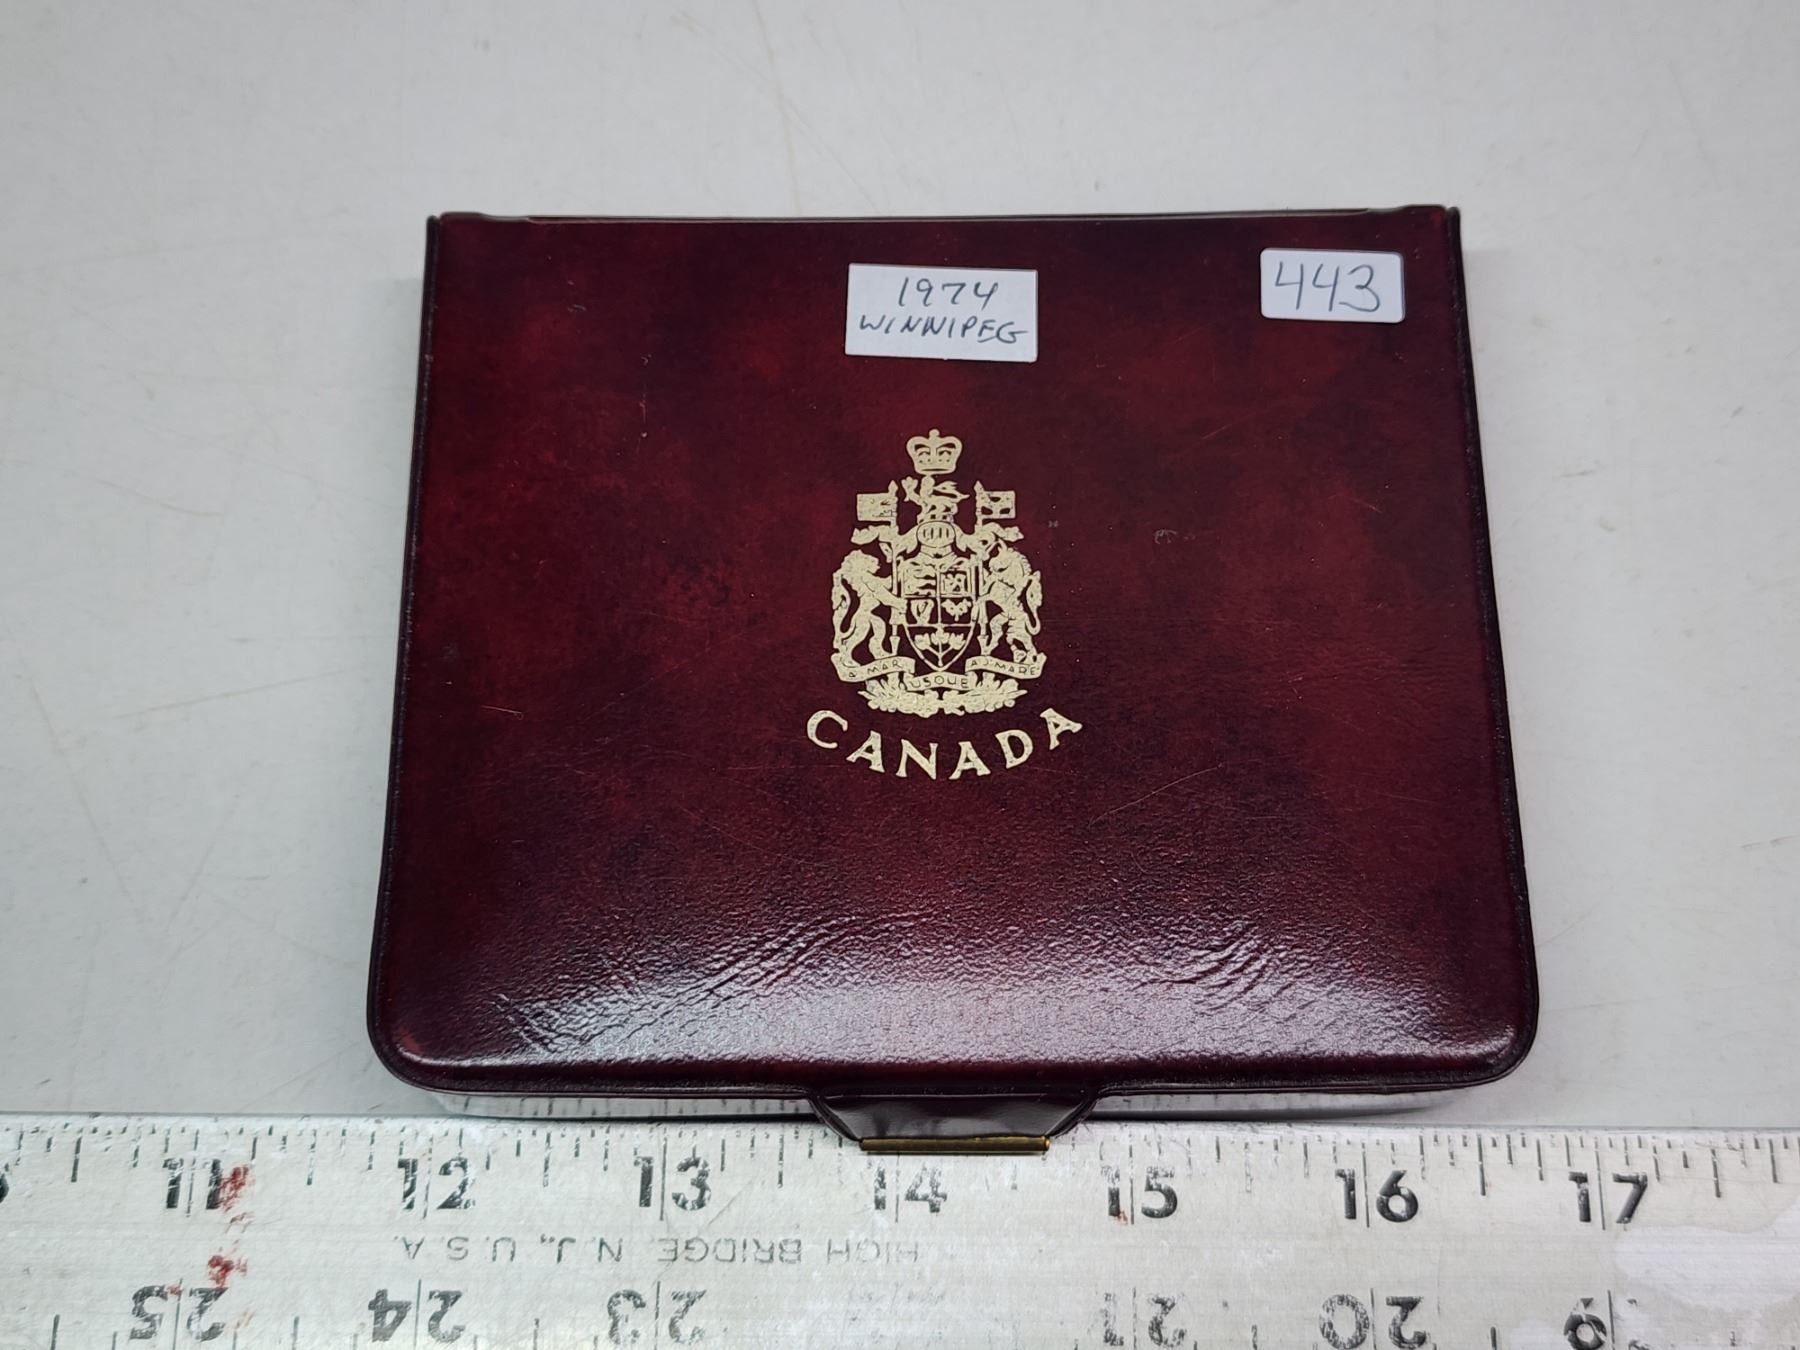 1974
WINNIPEG
443
A MARI USQUE AD MARE
CANADA
11 12 13 14 15 16 17
HIGH BRIDGE, N.J., U.S.A.
25 24 23 21 20